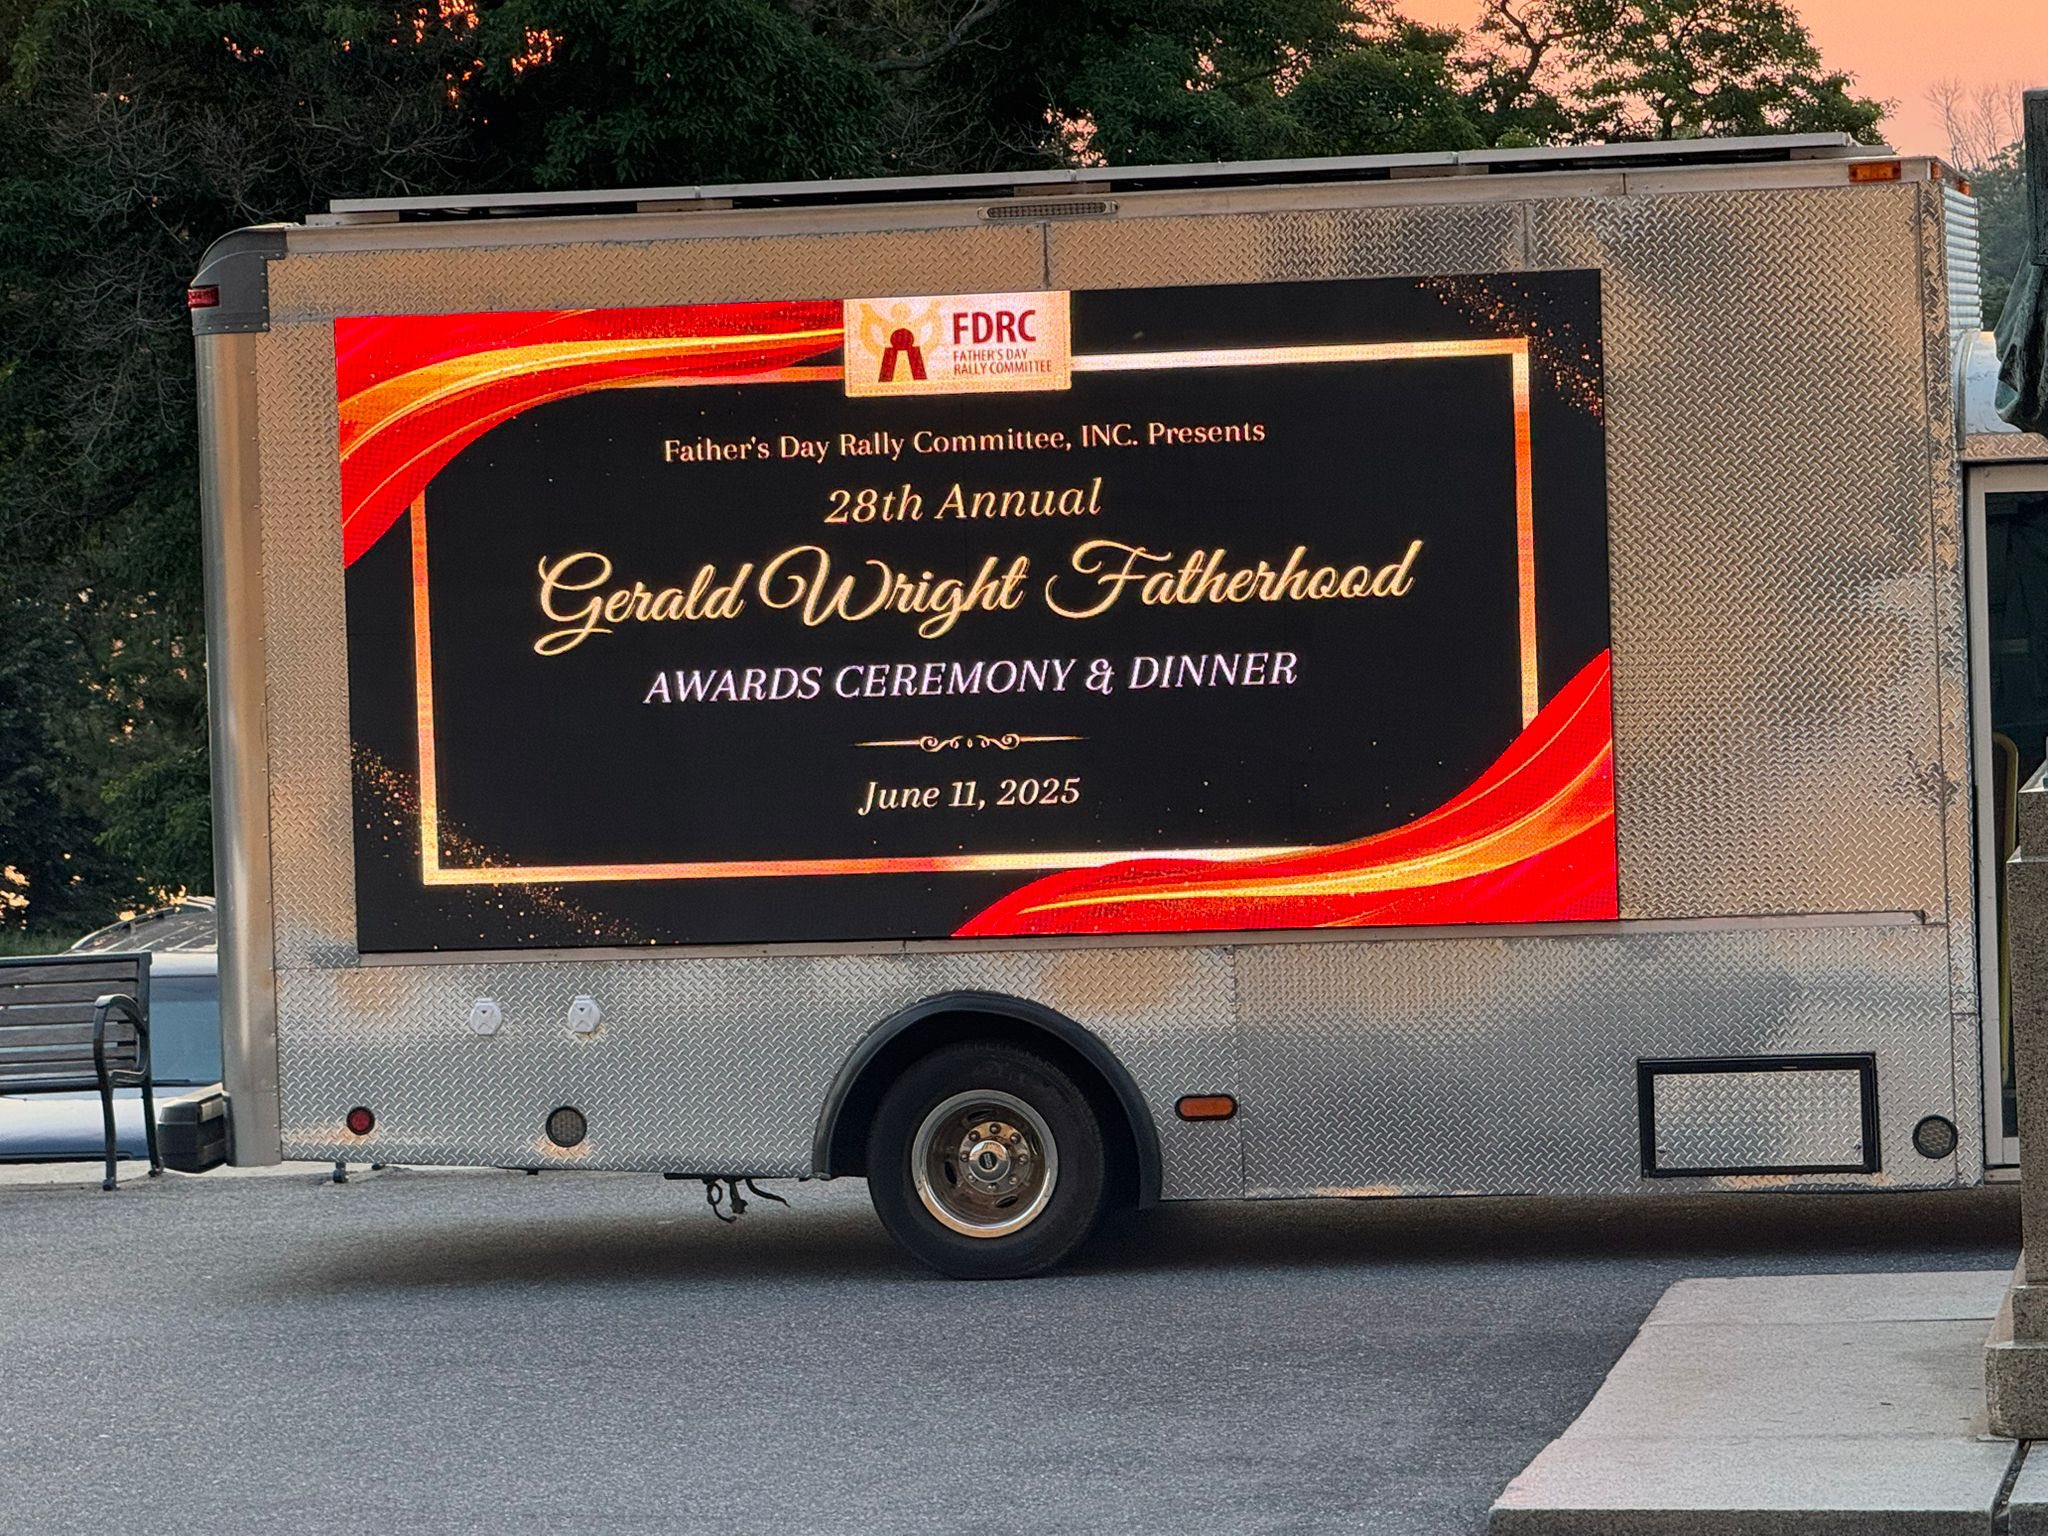 FDRC
FATHER'S DAY
RALLY COMMITTEE
Father's Day Rally Committee, INC. Presents
28th Annual
Gerald Wright Fatherhood
AWARDS CEREMONY & DINNER
June 11, 2025